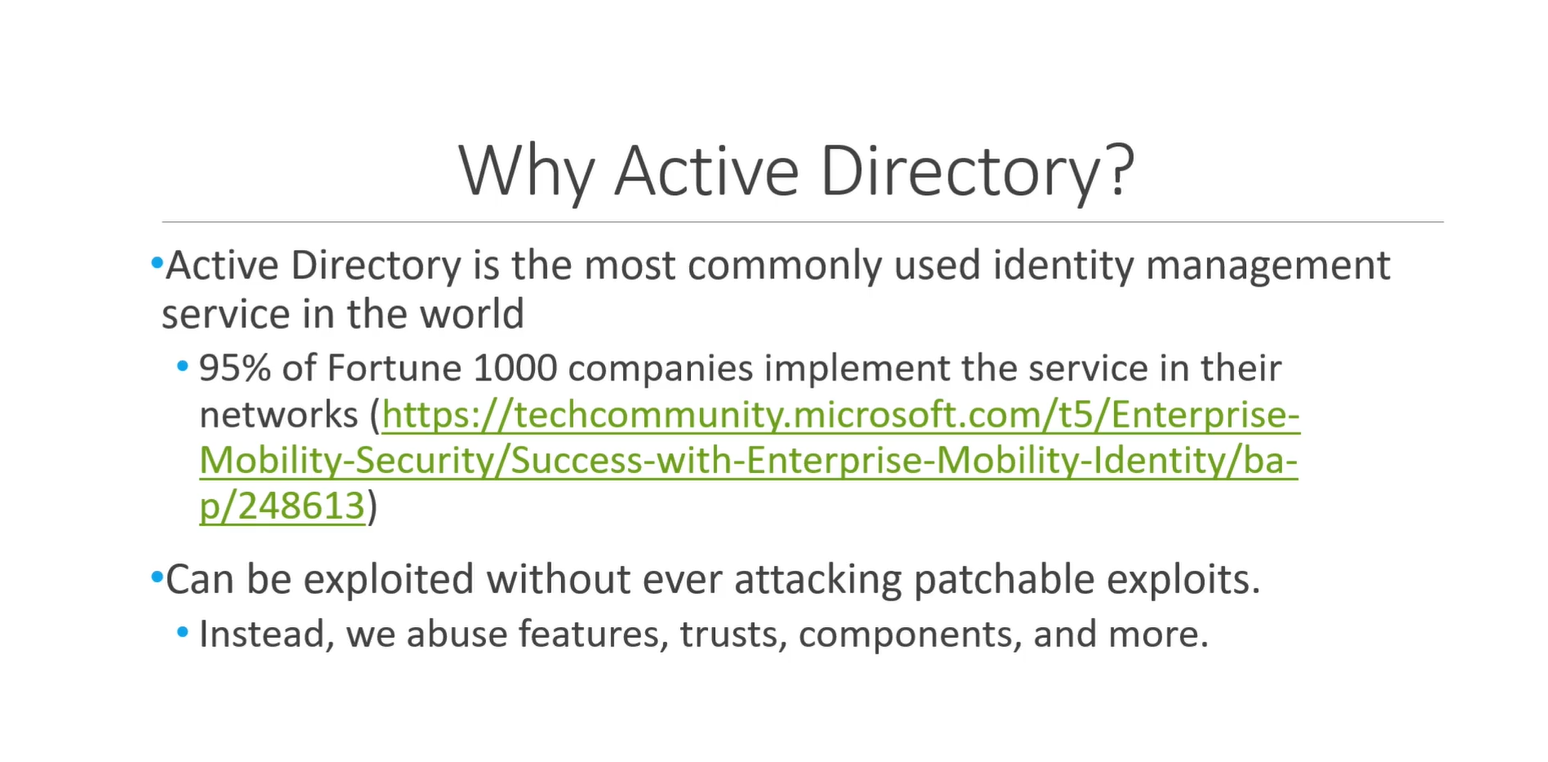 Why Active Directory?
•Active Directory is the most commonly used identity management
service in the world
• 95% of Fortune 1000 companies implement the service in their
networks (https://techcommunity.microsoft.com/t5/Enterprise-
Mobility-Security/Success-with-Enterprise-Mobility-Identity/ba-
p/248613)
•Can be exploited without ever attacking patchable exploits.
• Instead, we abuse features, trusts, components, and more.